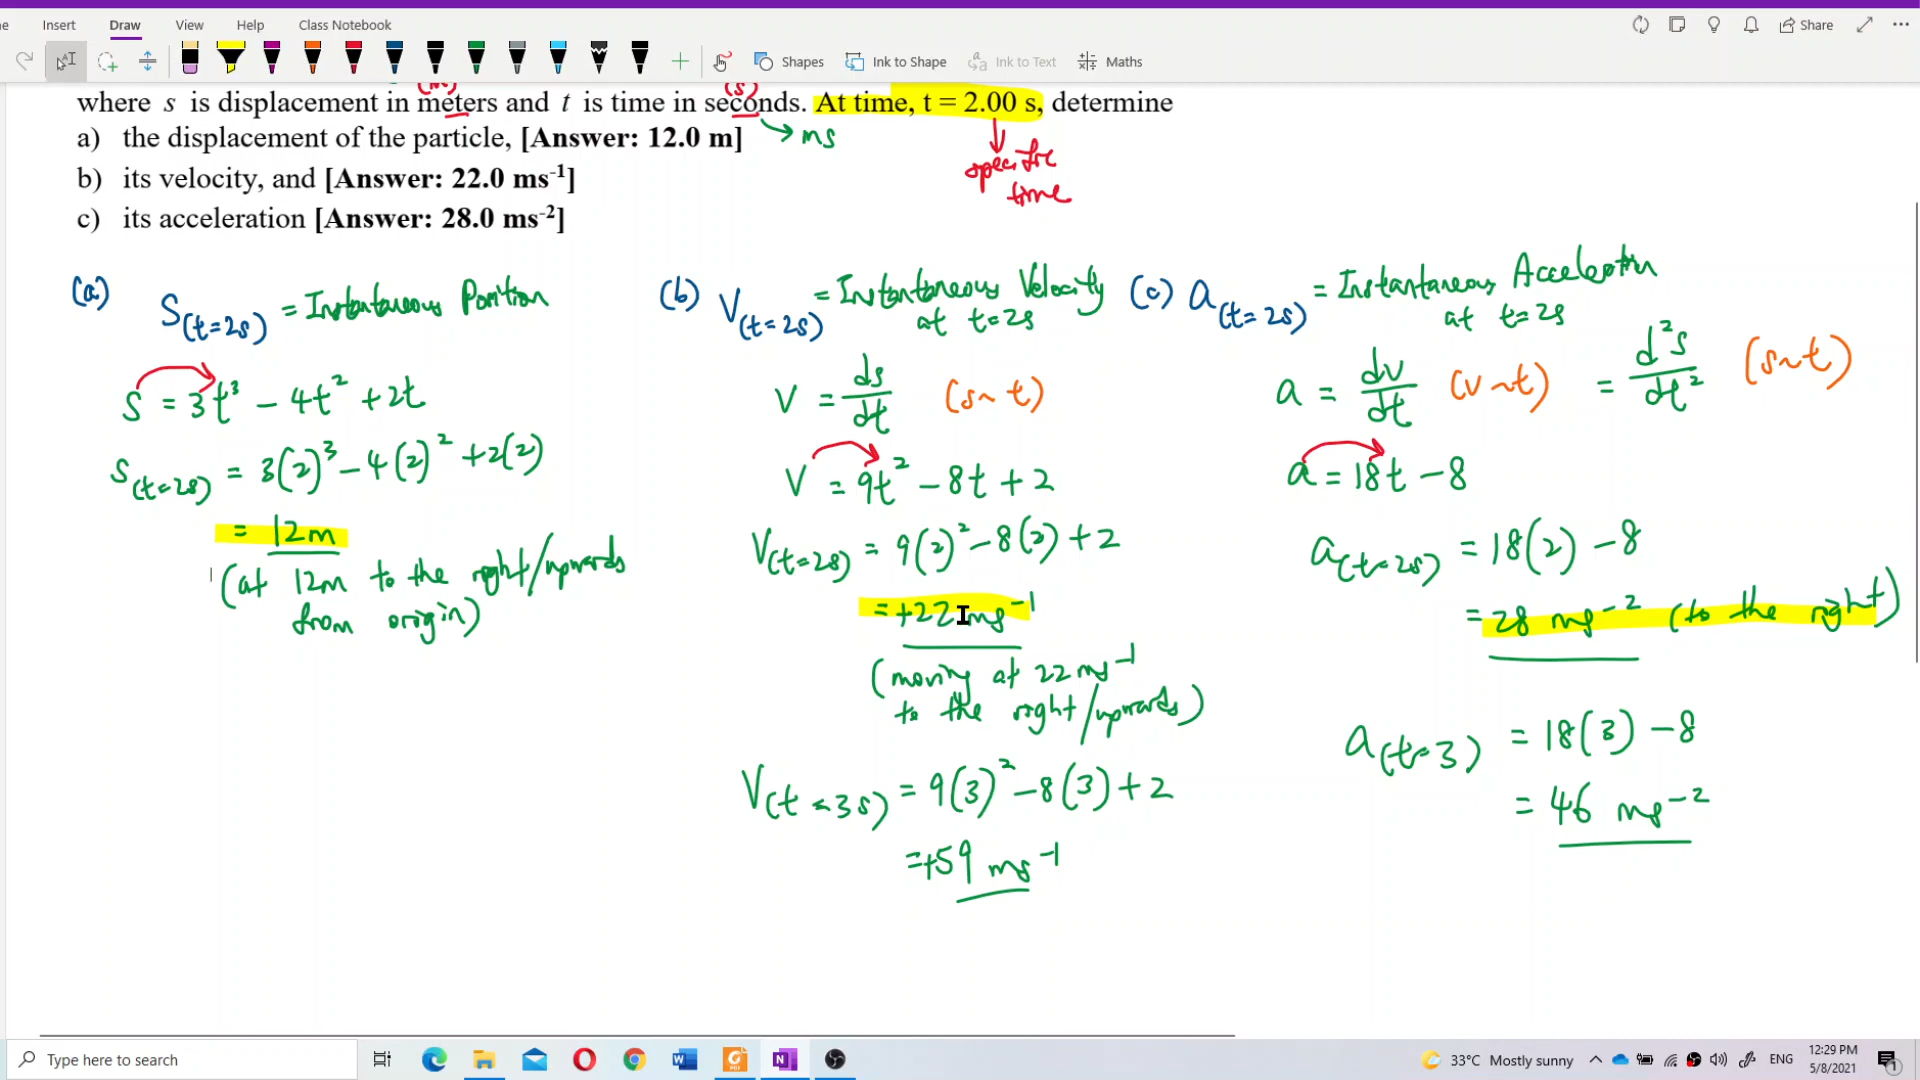 Insert Draw View Help Class Notebook Share
Shapes Ink to Shape Ink to Text Maths
(m) (s)
where s is displacement in meters and t is time in seconds. At time, t = 2.00 s, determine
a) the displacement of the particle, [Answer: 12.0 m]
ms
specific
time
b) its velocity, and [Answer: 22.0 ms⁻¹]
c) its acceleration [Answer: 28.0 ms⁻²]
(a) S(t=2s) = Instantaneous Position
S = 3t³ − 4t² + 2t
S(t=2s) = 3(2)³ − 4(2)² + 2(2)
= 12m
(at 12m to the right/upwards
from origin)
(b) V(t=2s) = Instantaneous Velocity
at t=2s
V = ds/dt (s~t)
V = 9t² − 8t + 2
V(t=2s) = 9(2)² − 8(2) + 2
= +22 ms⁻¹
(moving at 22 ms⁻¹
to the right/upwards)
V(t=3s) = 9(3)² − 8(3) + 2
= +59 ms⁻¹
(c) a(t=2s) = Instantaneous Acceleration
at t=2s
a = dv/dt (v~t) = d²s/dt² (s~t)
a = 18t − 8
a(t=2s) = 18(2) − 8
= 28 ms⁻² (to the right)
a(t=3) = 18(3) − 8
= 46 ms⁻²
Type here to search 33°C Mostly sunny ENG 12:29 PM
5/8/2021